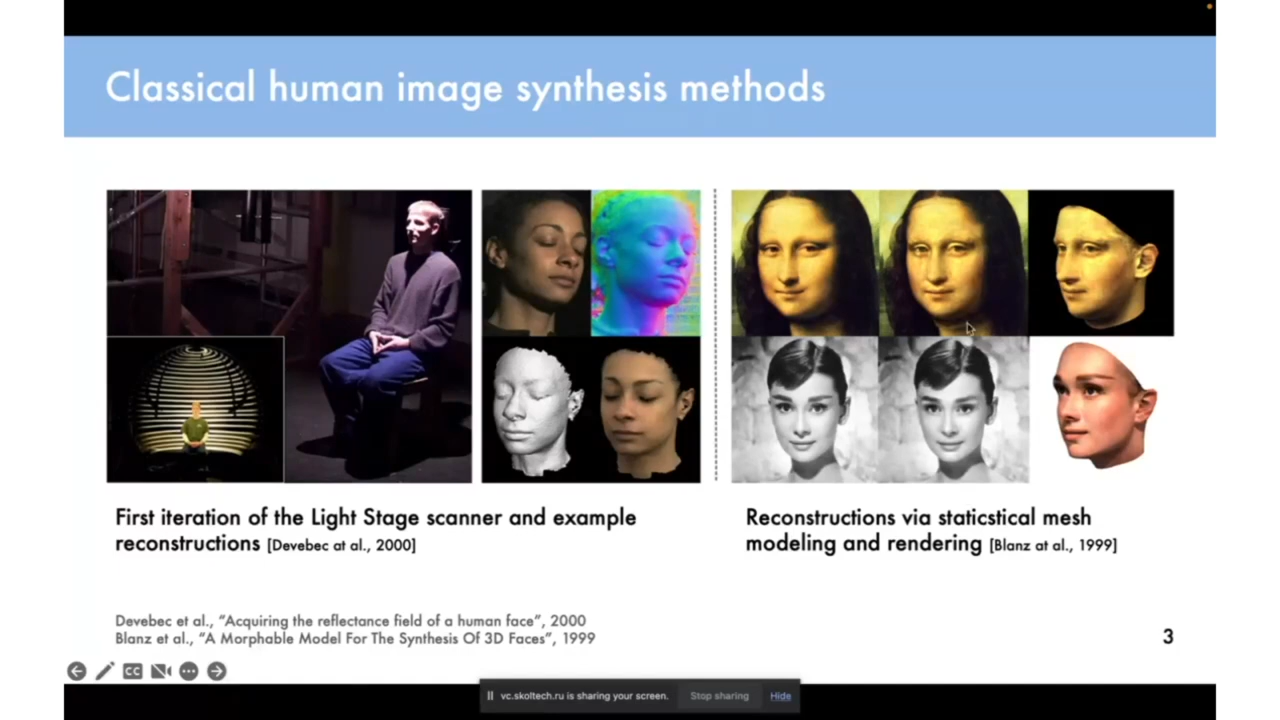 Classical human image synthesis methods
First iteration of the Light Stage scanner and example
reconstructions [Devebec at al., 2000]
Reconstructions via staticstical mesh
modeling and rendering [Blanz at al., 1999]
Devebec et al., “Acquiring the reflectance field of a human face”, 2000
Blanz et al., “A Morphable Model For The Synthesis Of 3D Faces”, 1999
3
CC
vc.skoltech.ru is sharing your screen. Stop sharing Hide